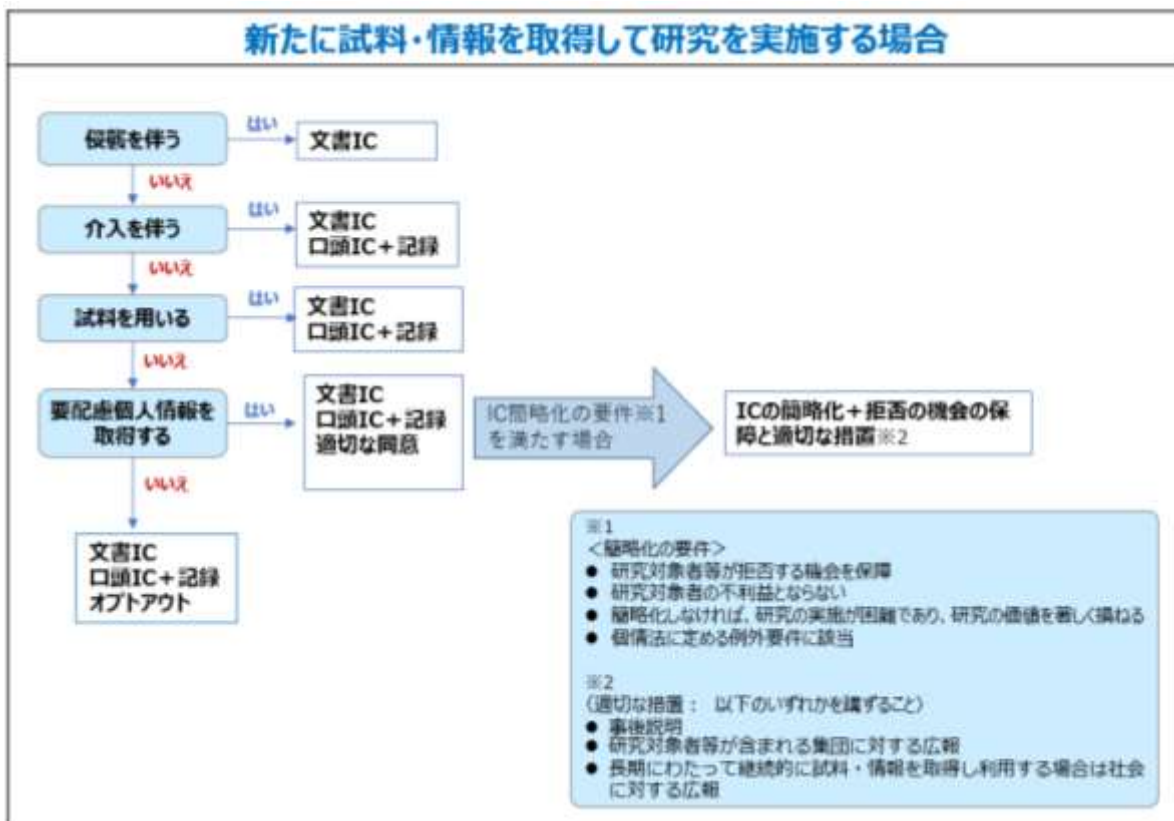 新たに試料・情報を取得して研究を実施する場合
侵襲を伴う
はい
文書IC
いいえ
介入を伴う
はい
文書IC
口頭IC＋記録
いいえ
試料を用いる
はい
文書IC
口頭IC＋記録
いいえ
要配慮個人情報を
取得する
はい
文書IC
口頭IC＋記録
適切な同意
IC簡略化の要件※1
を満たす場合
ICの簡略化＋拒否の機会の保
障と適切な措置※2
いいえ
文書IC
口頭IC＋記録
オプトアウト
※1
＜簡略化の要件＞
● 研究対象者等が拒否する機会を保障
● 研究対象者の不利益とならない
● 簡略化しなければ、研究の実施が困難であり、研究の価値を著しく損ねる
● 個情法に定める例外要件に該当
※2
（適切な措置： 以下のいずれかを講ずること）
● 事後説明
● 研究対象者等が含まれる集団に対する広報
● 長期にわたって継続的に試料・情報を取得し利用する場合は社会
に対する広報